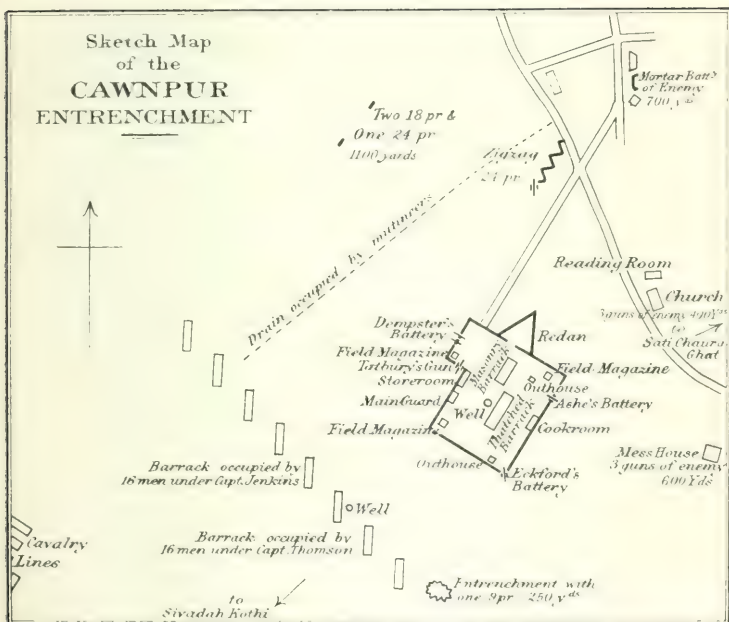 Sketch Map
of the
CAWNPUR
ENTRENCHMENT
Two 18 pr &
One 24 pr
1100 yards
Mortar Batty
of Enemy
700 yds
Zigzag
24 pr
Drain occupied by mutineers
Reading Room
Church
3 guns of enemy 490 Yds
to
Sati Chaura
Ghat
Dempster's
Battery
Redan
Field Magazine
Turbury's Gun
Storeroom
Main Guard
Field Magazine
Masonry
Barrack
Well
Thatched
Barrack
Outhouse
Field Magazine
Outhouse
Ashe's Battery
Cookroom
Eckford's
Battery
Mess House
3 guns of enemy
600 Yds
Barrack occupied by
16 men under Capt. Jenkins
Well
Barrack occupied by
16 men under Capt. Thomson
Cavalry
Lines
to
Sivadah Kothi
Entrenchment with
one 9 pr 250 yds